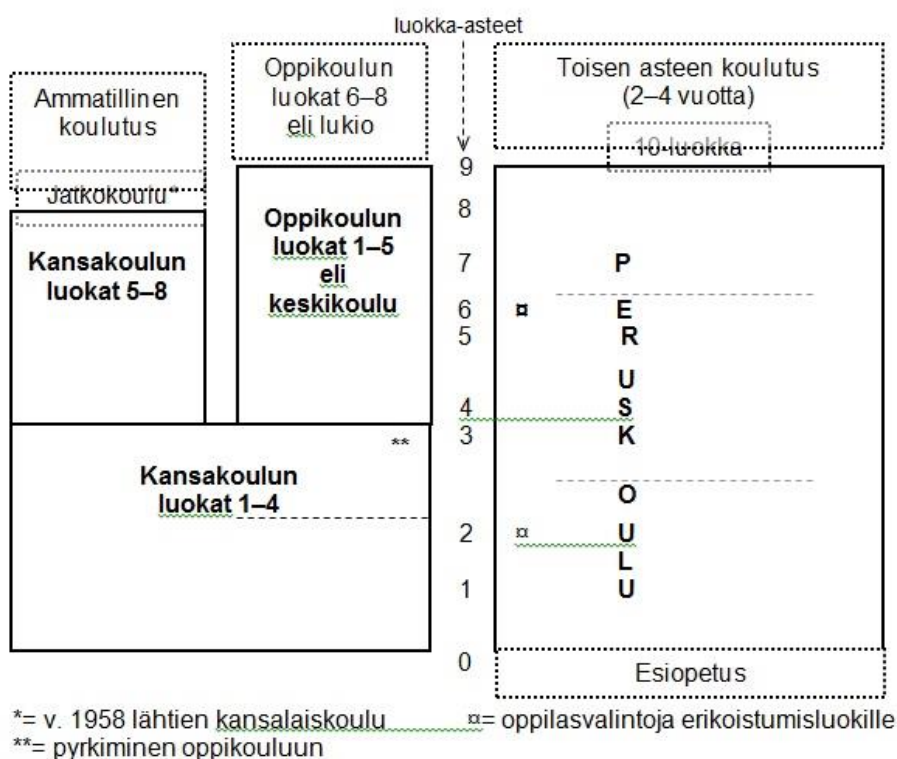 luokka-asteet
Ammatillinen
koulutus
Jatkokoulu*
Kansakoulun
luokat 5–8
Oppikoulun
luokat 6–8
eli lukio
Oppikoulun
luokat 1–5
eli
keskikoulu
**
Kansakoulun
luokat 1–4
9
8
7
6
5
4
3
2
1
0
Toisen asteen koulutus
(2–4 vuotta)
10-luokka
P
¤ E
R
U
S
K
O
¤ U
L
U
Esiopetus
*= v. 1958 lähtien kansalaiskoulu ¤= oppilasvalintoja erikoistumisluokille
**= pyrkiminen oppikouluun